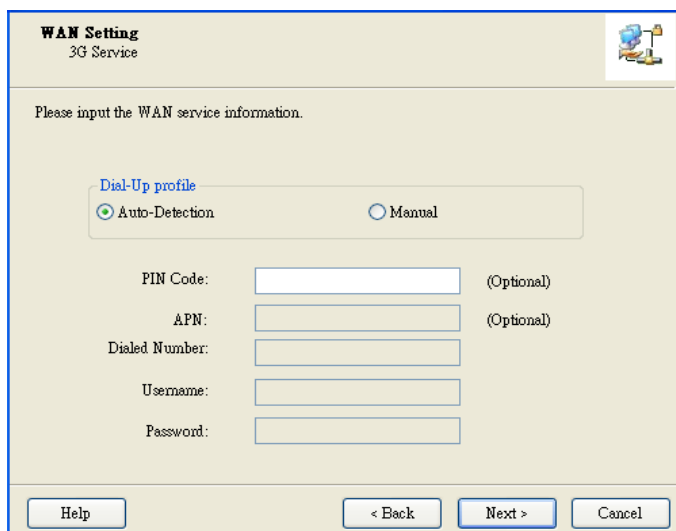 WAN Setting
3G Service
Please input the WAN service information.
Dial-Up profile
Auto-Detection Manual
PIN Code: (Optional)
APN: (Optional)
Dialed Number:
Username:
Password:
Help < Back Next > Cancel